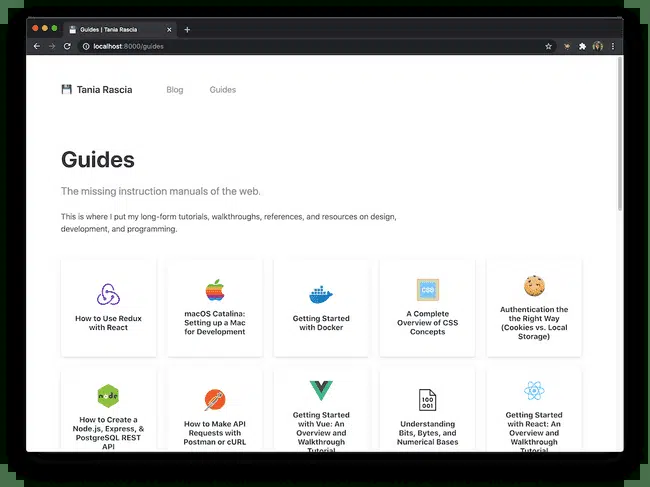 Guides | Tania Rascia
localhost:8000/guides
Tania Rascia
Blog
Guides
Guides
The missing instruction manuals of the web.
This is where I put my long-form tutorials, walkthroughs, references, and resources on design,
development, and programming.
How to Use Redux
with React
macOS Catalina:
Setting up a Mac
for Development
Getting Started
with Docker
CSS
A Complete
Overview of CSS
Concepts
Authentication the
the Right Way
(Cookies vs. Local
Storage)
node
How to Create a
Node.js, Express, &
PostgreSQL REST
API
How to Make API
Requests with
Postman or cURL
Getting Started
with Vue: An
Overview and
Walkthrough
Tutorial
100
001
Understanding
Bits, Bytes, and
Numerical Bases
Getting Started
with React: An
Overview and
Walkthrough
Tutorial